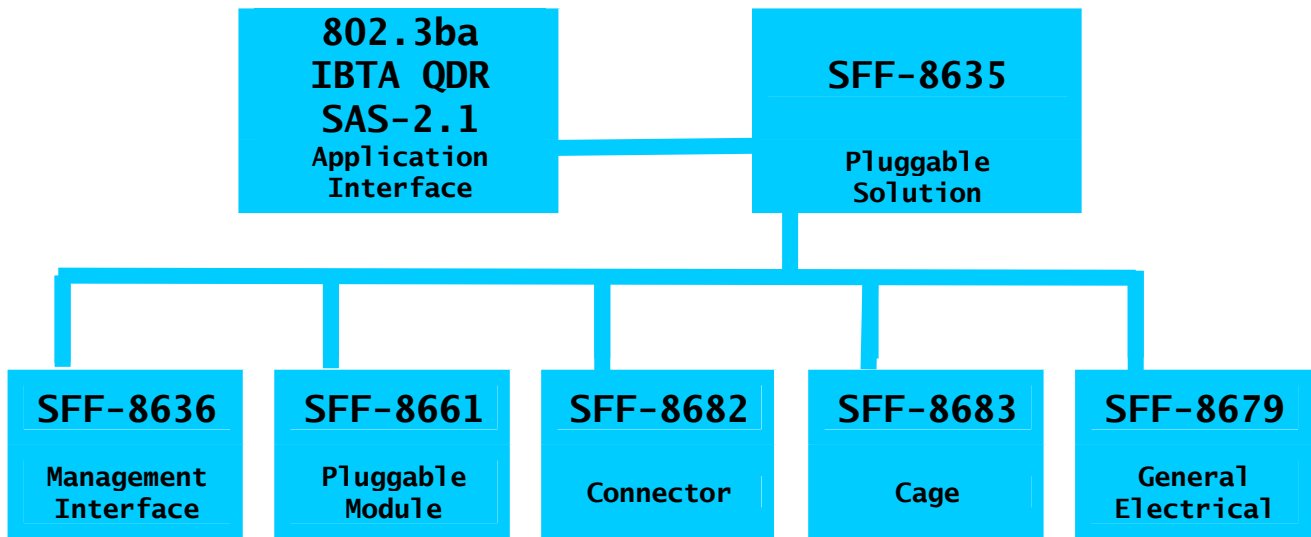 802.3ba
IBTA QDR
SAS-2.1
Application
Interface
SFF-8635
Pluggable
Solution
SFF-8636
Management
Interface
SFF-8661
Pluggable
Module
SFF-8682
Connector
SFF-8683
Cage
SFF-8679
General
Electrical